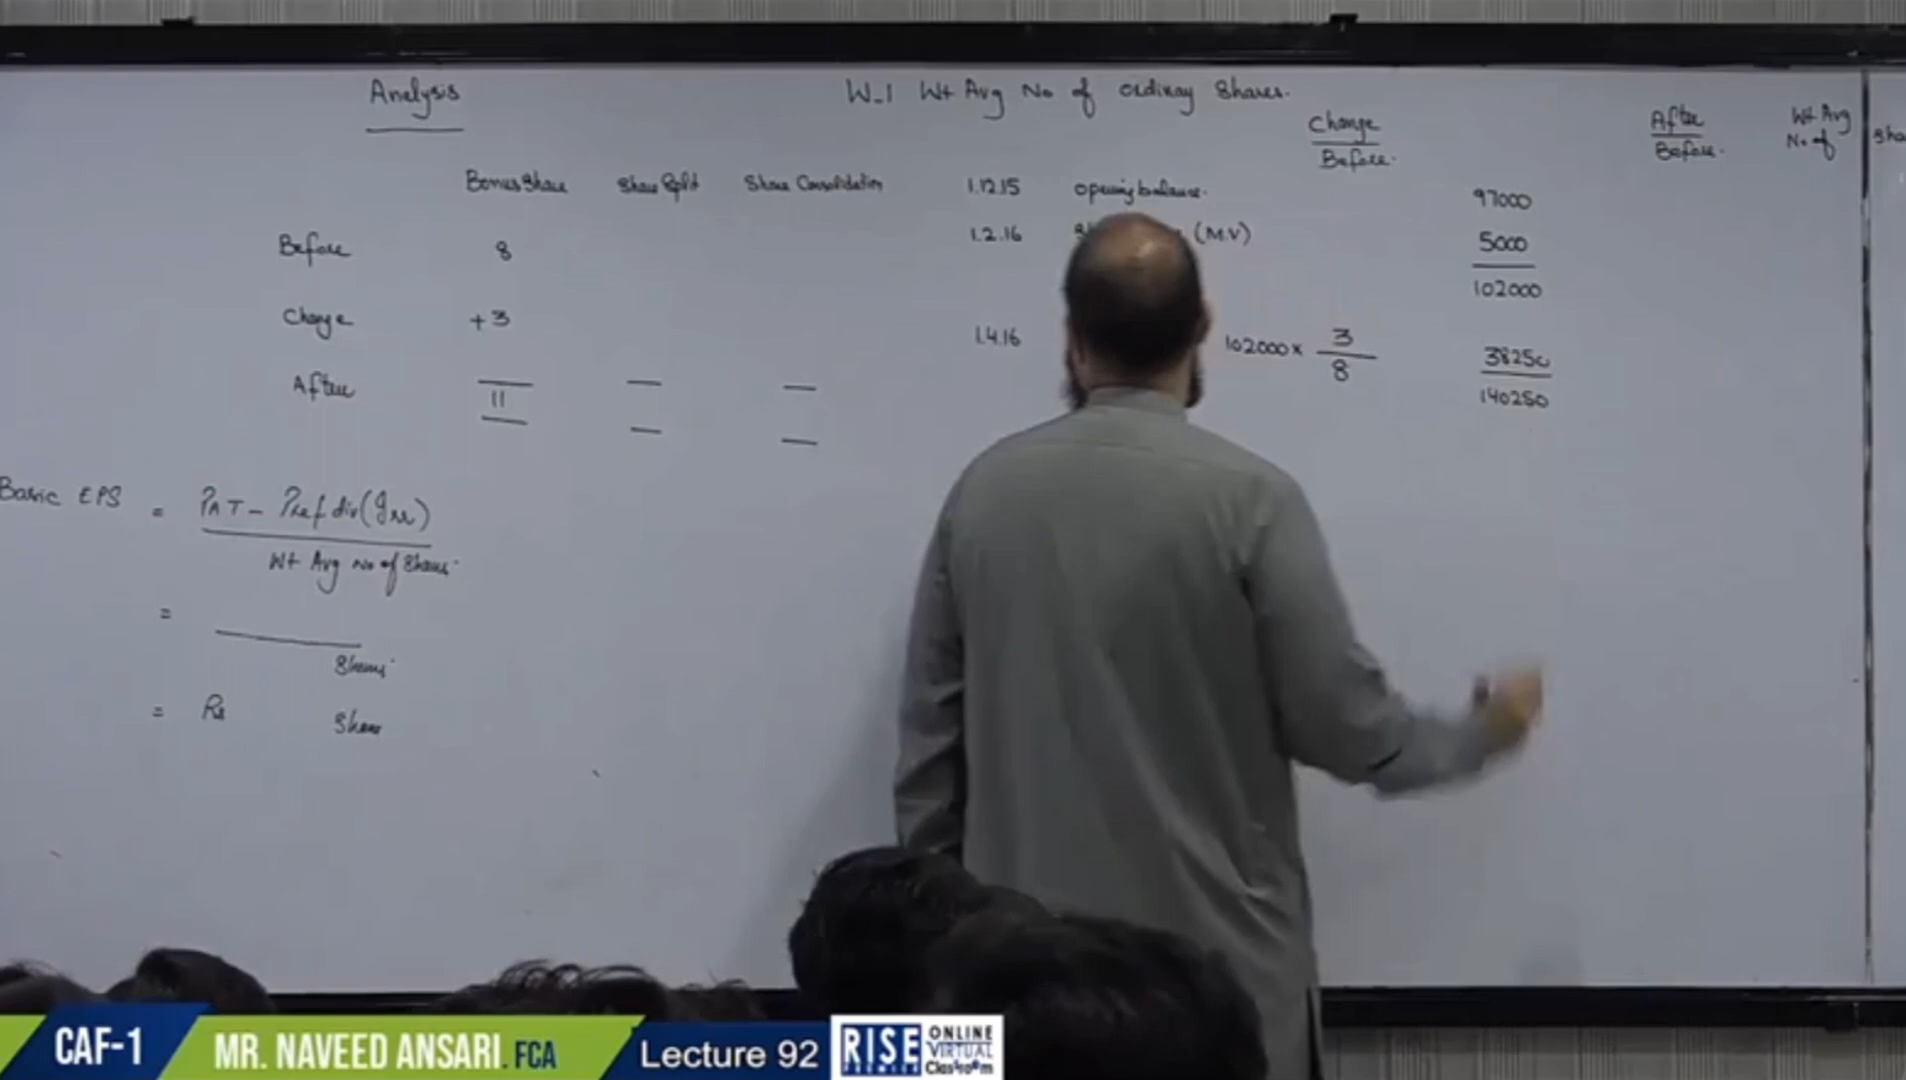 Analysis
Bonus Share Share Split Share Consolidation
Before 8
Change +3
After 11
Basic EPS = PAT - Pref div (Irr)
Wt Avg No of Shares
=
Shares
= Rs Share
W-1 Wt Avg No of ordinary Shares.
Change
Before
After
Before
Wt Avg
No. of Sha
1.12.15 opening balance. 97000
1.2.16 (M.V) 5000
102000
1.4.16 102000 x 3 38250
8
140250
CAF-1
MR. NAVEED ANSARI. FCA
Lecture 92
RISE
PREMIER
ONLINE
VIRTUAL
Classroom